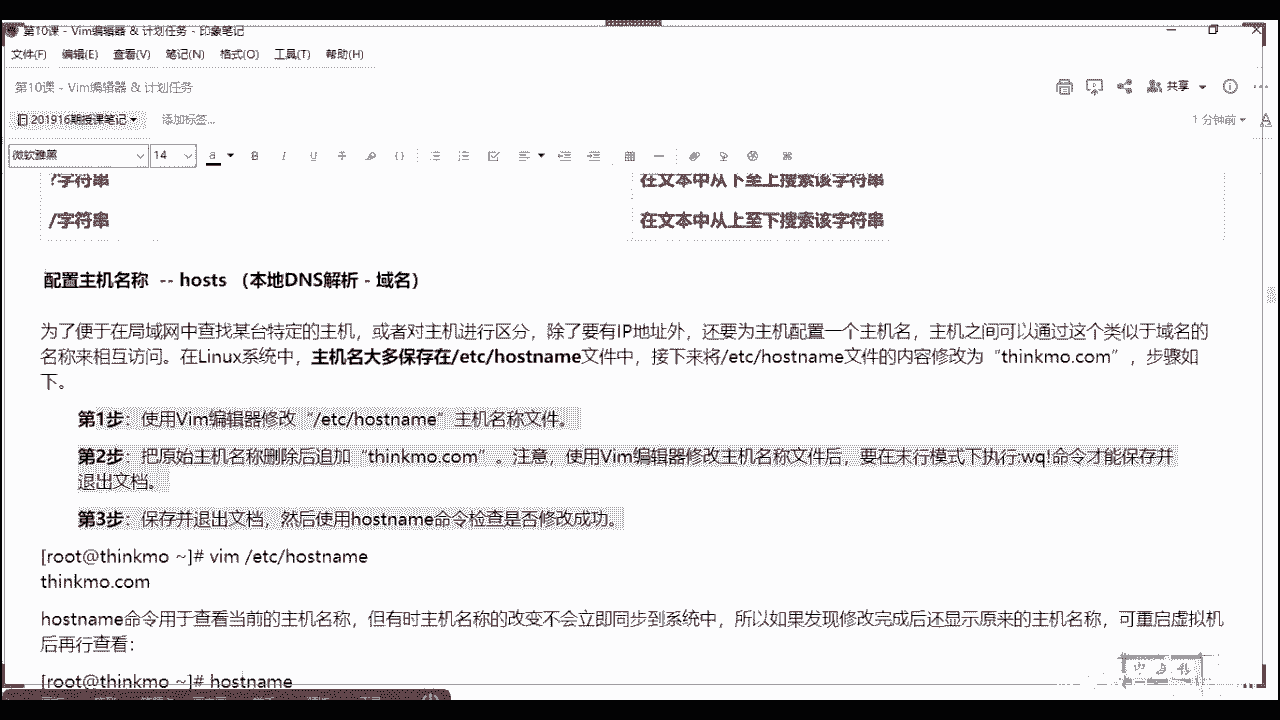 第10课 - Vim编辑器 & 计划任务 - 印象笔记
文件(F) 编辑(E) 查看(V) 笔记(N) 格式(O) 工具(T) 帮助(H)
第10课 - Vim编辑器 & 计划任务
共享
201916期授课笔记
添加标签...
1 分钟前
微软雅黑 14
?字符串 在文本中从下至上搜索该字符串
/字符串 在文本中从上至下搜索该字符串
配置主机名称 -- hosts （本地DNS解析 - 域名）
为了便于在局域网中查找某台特定的主机，或者对主机进行区分，除了要有IP地址外，还要为主机配置一个主机名，主机之间可以通过这个类似于域名的
名称来相互访问。在Linux系统中，主机名大多保存在/etc/hostname文件中，接下来将/etc/hostname文件的内容修改为“thinkmo.com”，步骤如
下。
第1步：使用Vim编辑器修改“/etc/hostname”主机名称文件。
第2步：把原始主机名称删除后追加“thinkmo.com”。注意，使用Vim编辑器修改主机名称文件后，要在末行模式下执行:wq!命令才能保存并
退出文档。
第3步：保存并退出文档，然后使用hostname命令检查是否修改成功。
[root@thinkmo ~]# vim /etc/hostname
thinkmo.com
hostname命令用于查看当前的主机名称，但有时主机名称的改变不会立即同步到系统中，所以如果发现修改完成后还显示原来的主机名称，可重启虚拟机
后再行查看：
[root@thinkmo ~]# hostname